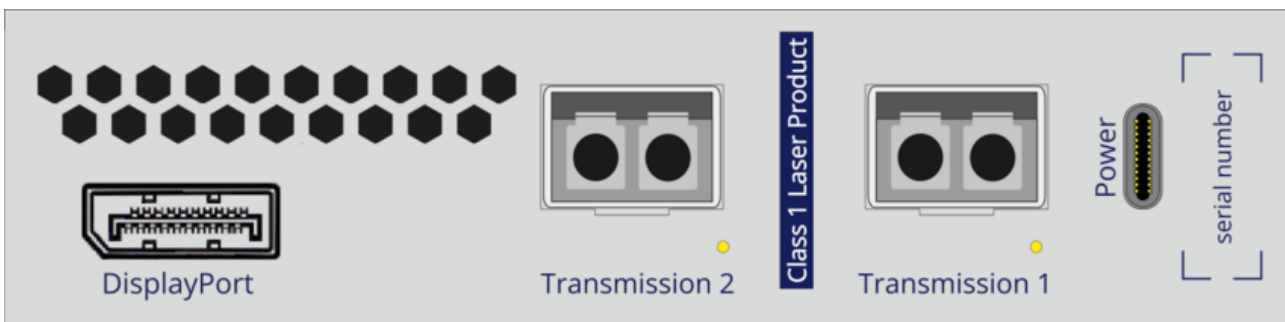 DisplayPort
Transmission 2
Class 1 Laser Product
Transmission 1
Power
serial number